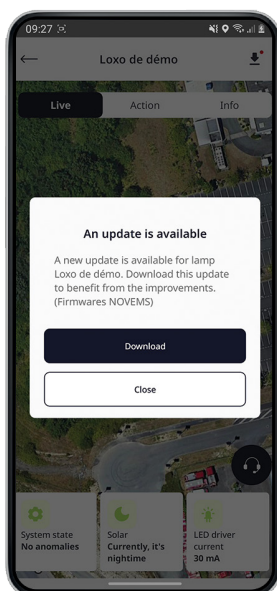 09:27
Loxo de démo
Live Action Info
An update is available
A new update is available for lamp
Loxo de démo. Download this update
to benefit from the improvements.
(Firmwares NOVEMS)
Download
Close
System state
No anomalies
Solar
Currently, it's
nightime
LED driver
current
30 mA